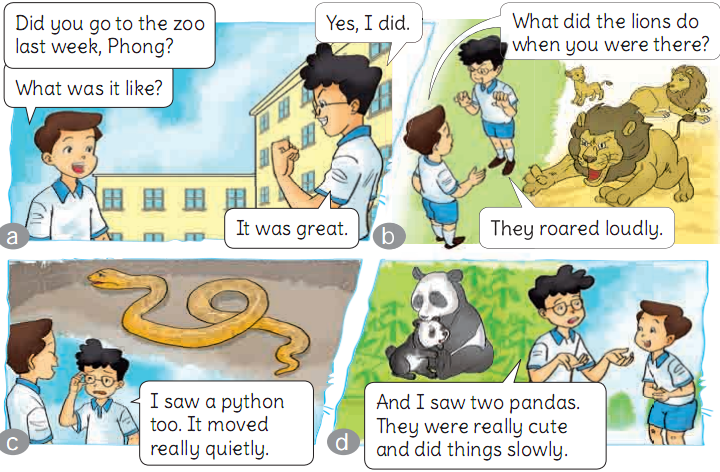 Did you go to the zoo
last week, Phong?
What was it like?
Yes, I did.
It was great.
a
What did the lions do
when you were there?
They roared loudly.
b
I saw a python
too. It moved
really quietly.
c
And I saw two pandas.
They were really cute
and did things slowly.
d